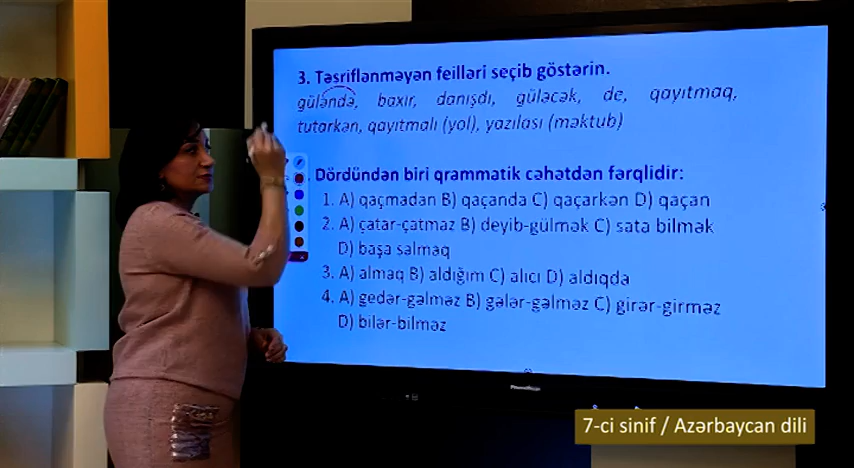 3. Təsriflənməyən feilləri seçib göstərin.
güləndə, baxır, danışdı, güləcək, de, qayıtmaq,
tutarkən, qayıtmalı (yol), yazılası (məktub)
Dördündən biri qrammatik cəhətdən fərqlidir:
1. A) qaçmadan B) qaçanda C) qaçarkən D) qaçan
2. A) çatar-çatmaz B) deyib-gülmək C) sata bilmək
D) başa salmaq
3. A) almaq B) aldığım C) alıcı D) aldıqda
4. A) gedər-gəlməz B) gələr-gəlməz C) girər-girməz
D) bilər-bilməz
7-ci sinif / Azərbaycan dili